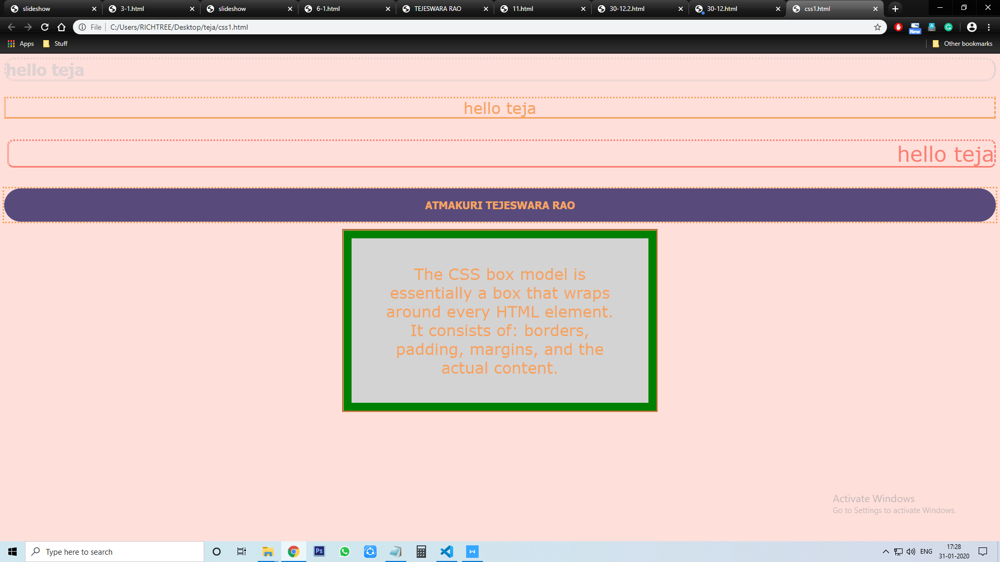 slideshow
3-1.html
slideshow
6-1.html
TEJESWARA RAO
11.html
30-12.2.html
30-12.html
css1.html
File
C:/Users/RICHTREE/Desktop/teja/css1.html
New
Apps
Stuff
Other bookmarks
hello teja
hello teja
hello teja
ATMAKURI TEJESWARA RAO
The CSS box model is
essentially a box that wraps
around every HTML element.
It consists of: borders,
padding, margins, and the
actual content.
Activate Windows
Go to Settings to activate Windows.
Type here to search
Ps
W
ENG
17:28
31-01-2020